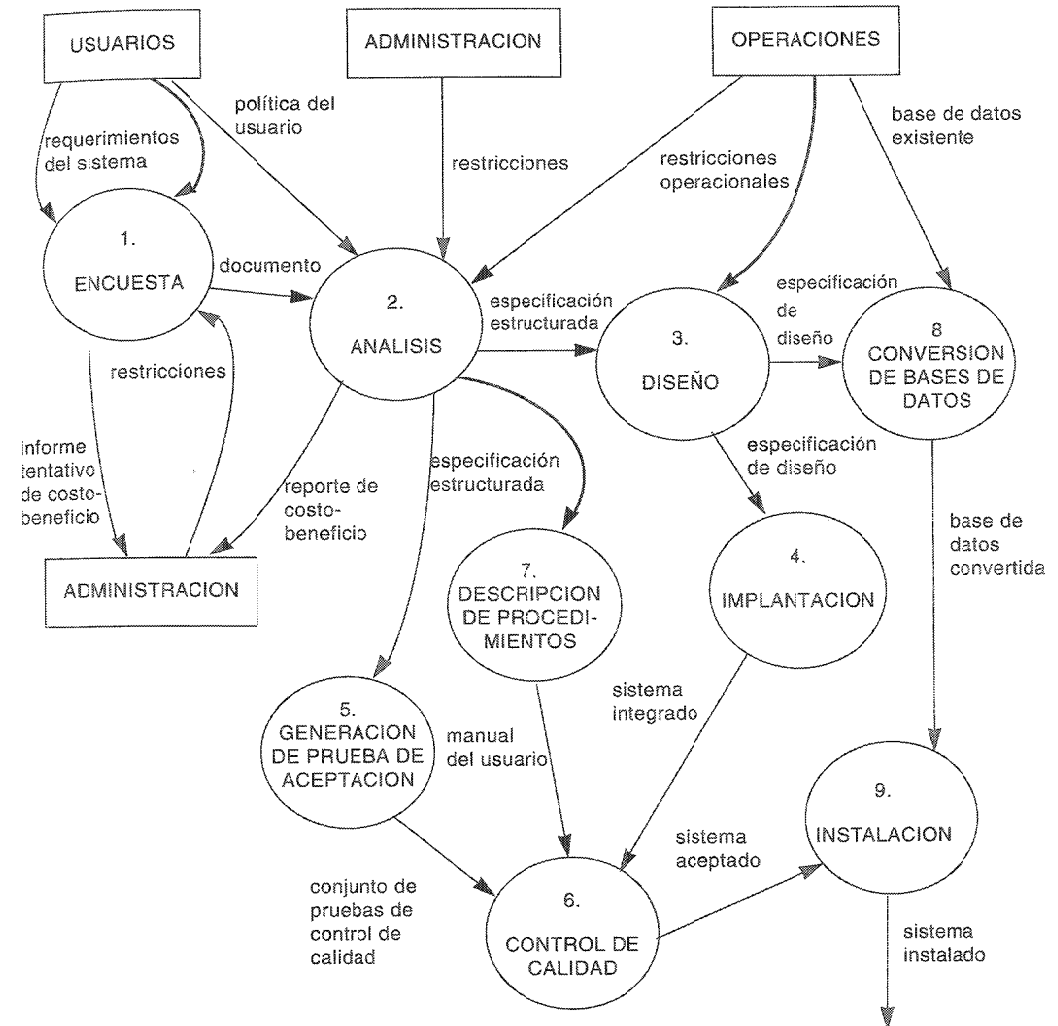 USUARIOS
ADMINISTRACION
OPERACIONES
política del
usuario
requerimientos
del sistema
restricciones
restricciones
operacionales
base de datos
existente
1.
ENCUESTA
documento
2.
ANALISIS
especificación
estructurada
3.
DISEÑO
especificación
de
diseño
8
CONVERSION
DE BASES DE
DATOS
restricciones
informe
tentativo
de costo-
beneficio
reporte de
costo-
beneficio
especificación
estructurada
especificación
de diseño
base de
datos
convertida
ADMINISTRACION
7.
DESCRIPCION
DE PROCEDI-
MIENTOS
4.
IMPLANTACION
5.
GENERACION
DE PRUEBA DE
ACEPTACION
manual
del usuario
sistema
integrado
9.
INSTALACION
sistema
aceptado
conjunto de
pruebas de
control de
calidad
6.
CONTROL DE
CALIDAD
sistema
instalado